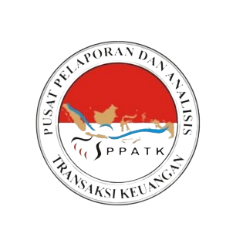 PUSAT PELAPORAN DAN ANALISIS
PPATK
TRANSAKSI KEUANGAN